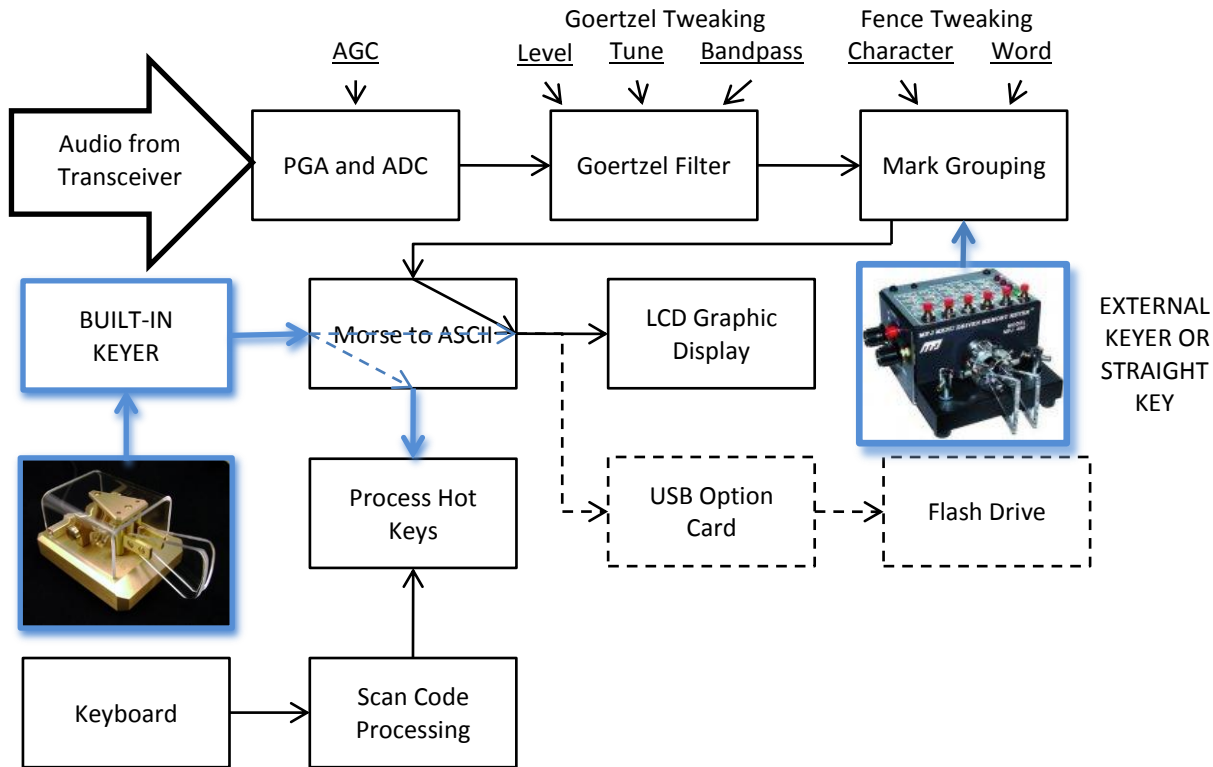 Goertzel Tweaking
Fence Tweaking
AGC
Level Tune Bandpass
Character Word
Audio from
Transceiver
PGA and ADC
Goertzel Filter
Mark Grouping
BUILT-IN
KEYER
Morse to ASCII
LCD Graphic
Display
EXTERNAL
KEYER OR
STRAIGHT
KEY
Process Hot
Keys
USB Option
Card
Flash Drive
Keyboard
Scan Code
Processing